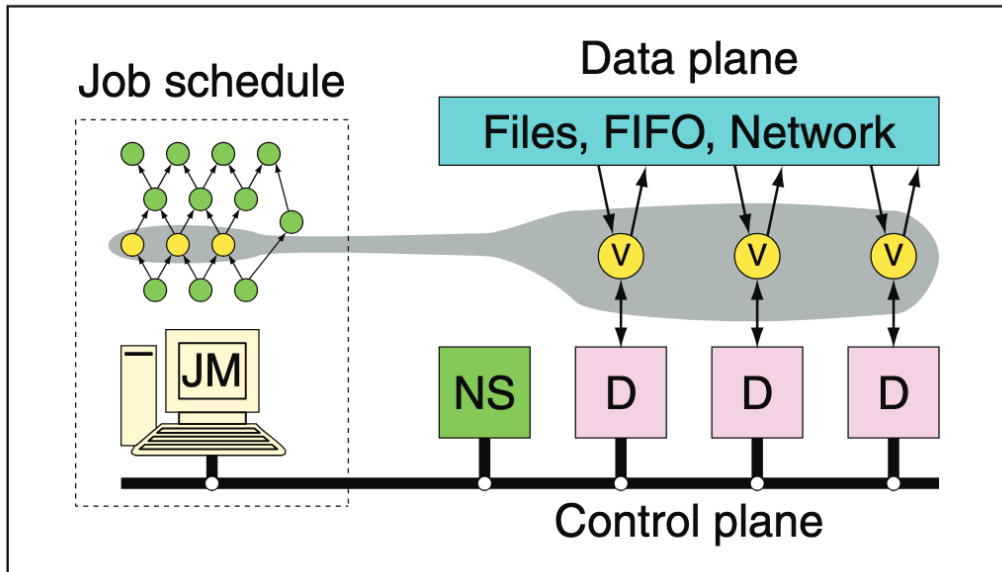 Job schedule
Data plane
Files, FIFO, Network
V V V
JM
NS D D D
Control plane